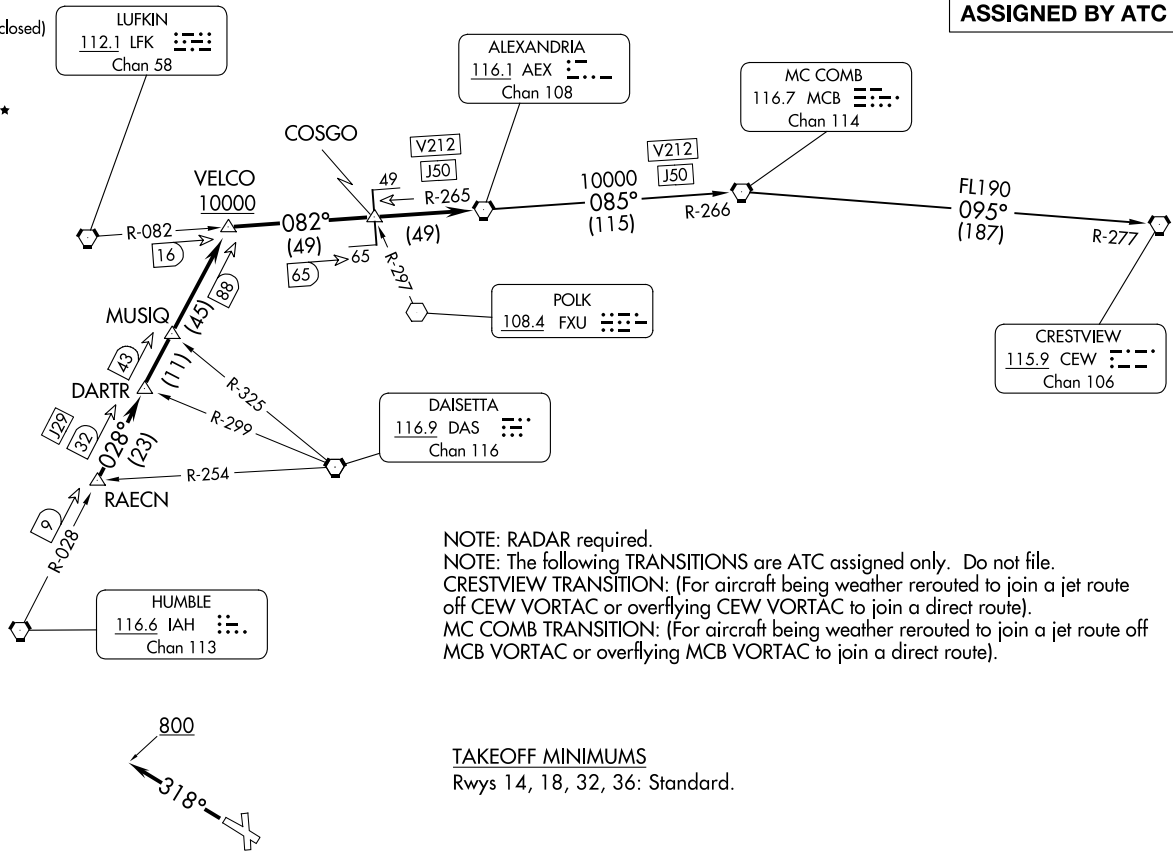 closed)
ASSIGNED BY ATC
LUFKIN
112.1 LFK
Chan 58
ALEXANDRIA
116.1 AEX
Chan 108
MC COMB
116.7 MCB
Chan 114
COSGO
VELCO
10000
V212
J50
49
R-265
10000
085°
(115)
V212
J50
R-266
FL190
095°
(187)
R-277
R-082
16
082°
(49)
65
65
(49)
R-297
88
(45)
POLK
108.4 FXU
MUSIQ
43
(11)
DARTR
R-325
R-299
CRESTVIEW
115.9 CEW
Chan 106
DAISETTA
116.9 DAS
Chan 116
J29
32
028°
(23)
R-254
RAECN
9
R-028
HUMBLE
116.6 IAH
Chan 113
NOTE: RADAR required.
NOTE: The following TRANSITIONS are ATC assigned only. Do not file.
CRESTVIEW TRANSITION: (For aircraft being weather rerouted to join a jet route
off CEW VORTAC or overflying CEW VORTAC to join a direct route).
MC COMB TRANSITION: (For aircraft being weather rerouted to join a jet route off
MCB VORTAC or overflying MCB VORTAC to join a direct route).
800
318°
TAKEOFF MINIMUMS
Rwys 14, 18, 32, 36: Standard.